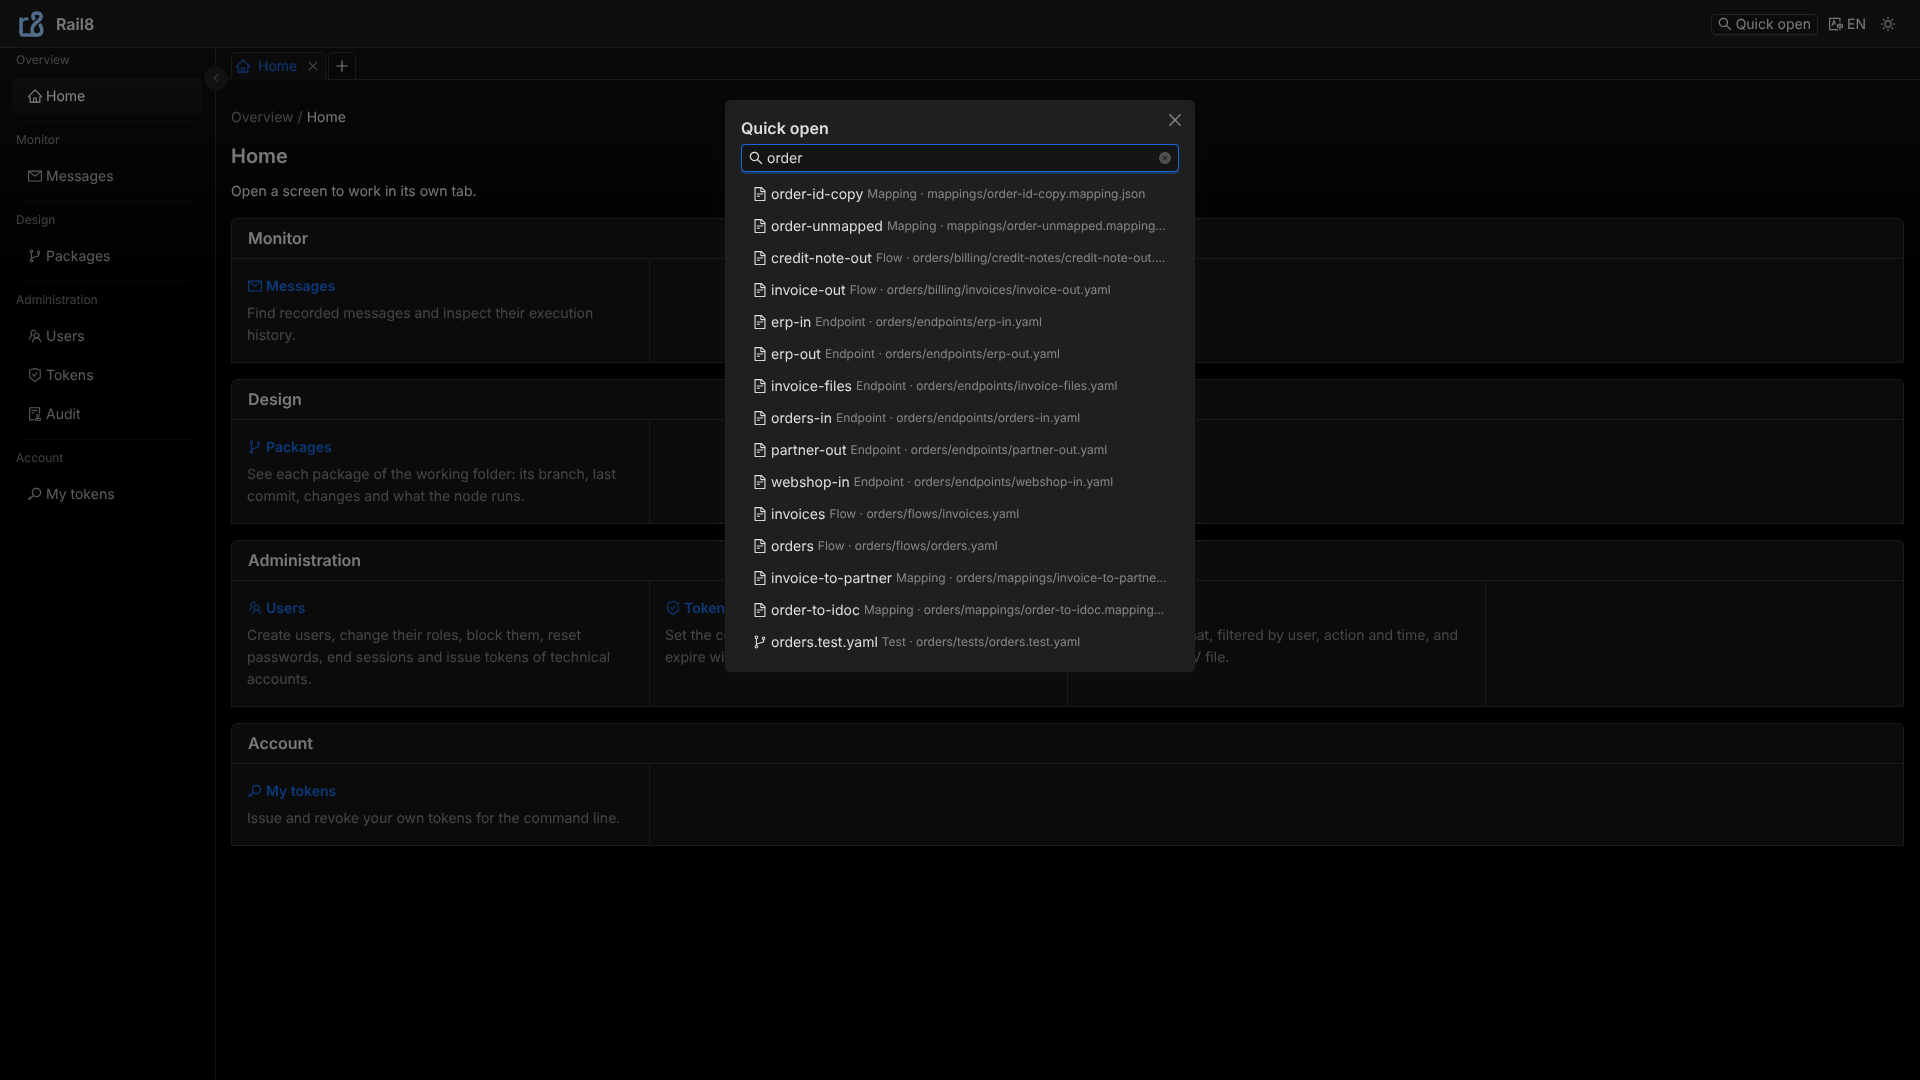 Rail8
Quick open
EN
Overview
Home
Monitor
Messages
Design
Packages
Administration
Users
Tokens
Audit
Account
My tokens
Home
Overview / Home
Home
Open a screen to work in its own tab.
Monitor
Messages
Find recorded messages and inspect their execution
history.
Design
Packages
See each package of the working folder: its branch, last
commit, changes and what the node runs.
Administration
Users
Create users, change their roles, block them, reset
passwords, end sessions and issue tokens of technical
accounts.
Token
Set the c
expire wi
at, filtered by user, action and time, and
V file.
Account
My tokens
Issue and revoke your own tokens for the command line.
Quick open
order
order-id-copy Mapping · mappings/order-id-copy.mapping.json
order-unmapped Mapping · mappings/order-unmapped.mapping...
credit-note-out Flow · orders/billing/credit-notes/credit-note-out....
invoice-out Flow · orders/billing/invoices/invoice-out.yaml
erp-in Endpoint · orders/endpoints/erp-in.yaml
erp-out Endpoint · orders/endpoints/erp-out.yaml
invoice-files Endpoint · orders/endpoints/invoice-files.yaml
orders-in Endpoint · orders/endpoints/orders-in.yaml
partner-out Endpoint · orders/endpoints/partner-out.yaml
webshop-in Endpoint · orders/endpoints/webshop-in.yaml
invoices Flow · orders/flows/invoices.yaml
orders Flow · orders/flows/orders.yaml
invoice-to-partner Mapping · orders/mappings/invoice-to-partne...
order-to-idoc Mapping · orders/mappings/order-to-idoc.mapping...
orders.test.yaml Test · orders/tests/orders.test.yaml